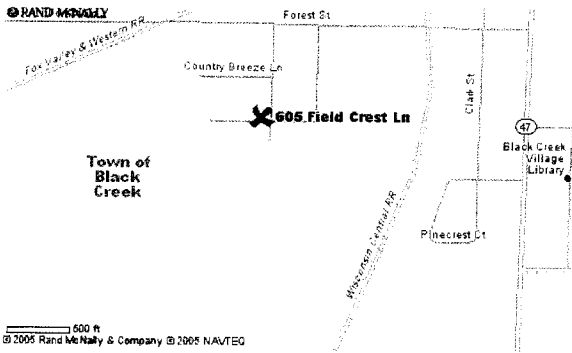 RAND McNALLY
Forest St
Fox Valley & Western RR
Country Breeze Ln
Clark St
605 Field Crest Ln
47
Black Creek
Village
Library
Town of
Black
Creek
Wisconsin Central RR
Pinecrest Ct
600 ft
© 2005 Rand McNally & Company © 2005 NAVTEQ